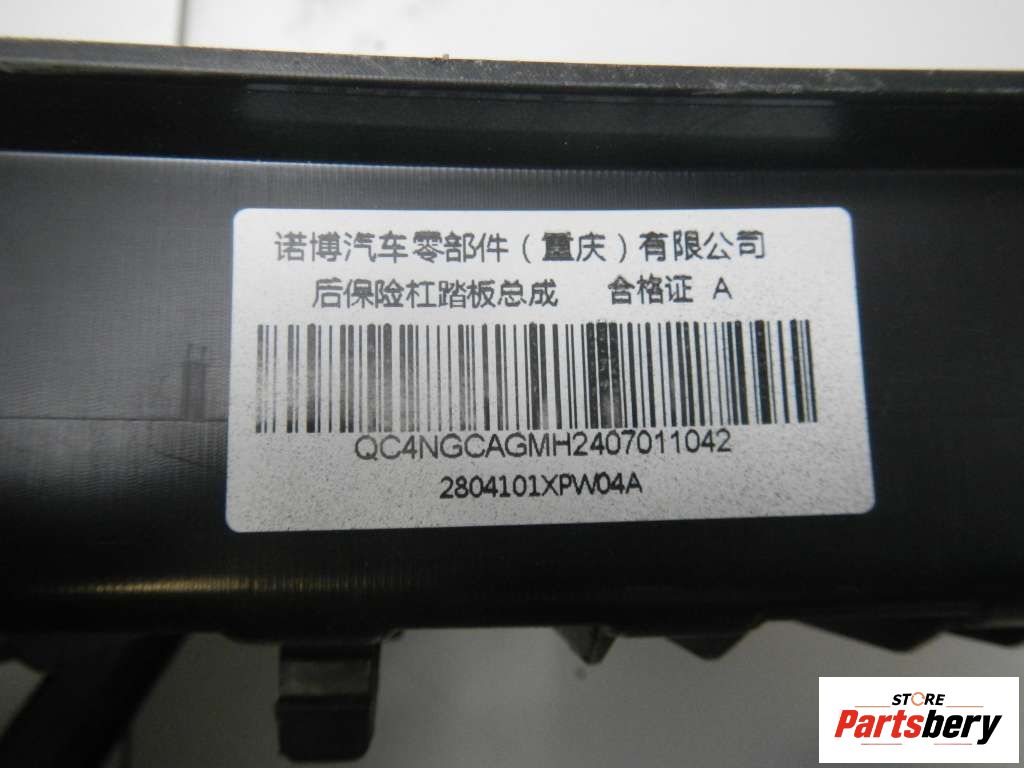 诺博汽车零部件（重庆）有限公司
后保险杠踏板总成 合格证 A
QC4NGCAGMH2407011042
2804101XPW04A
STORE
Partsbery